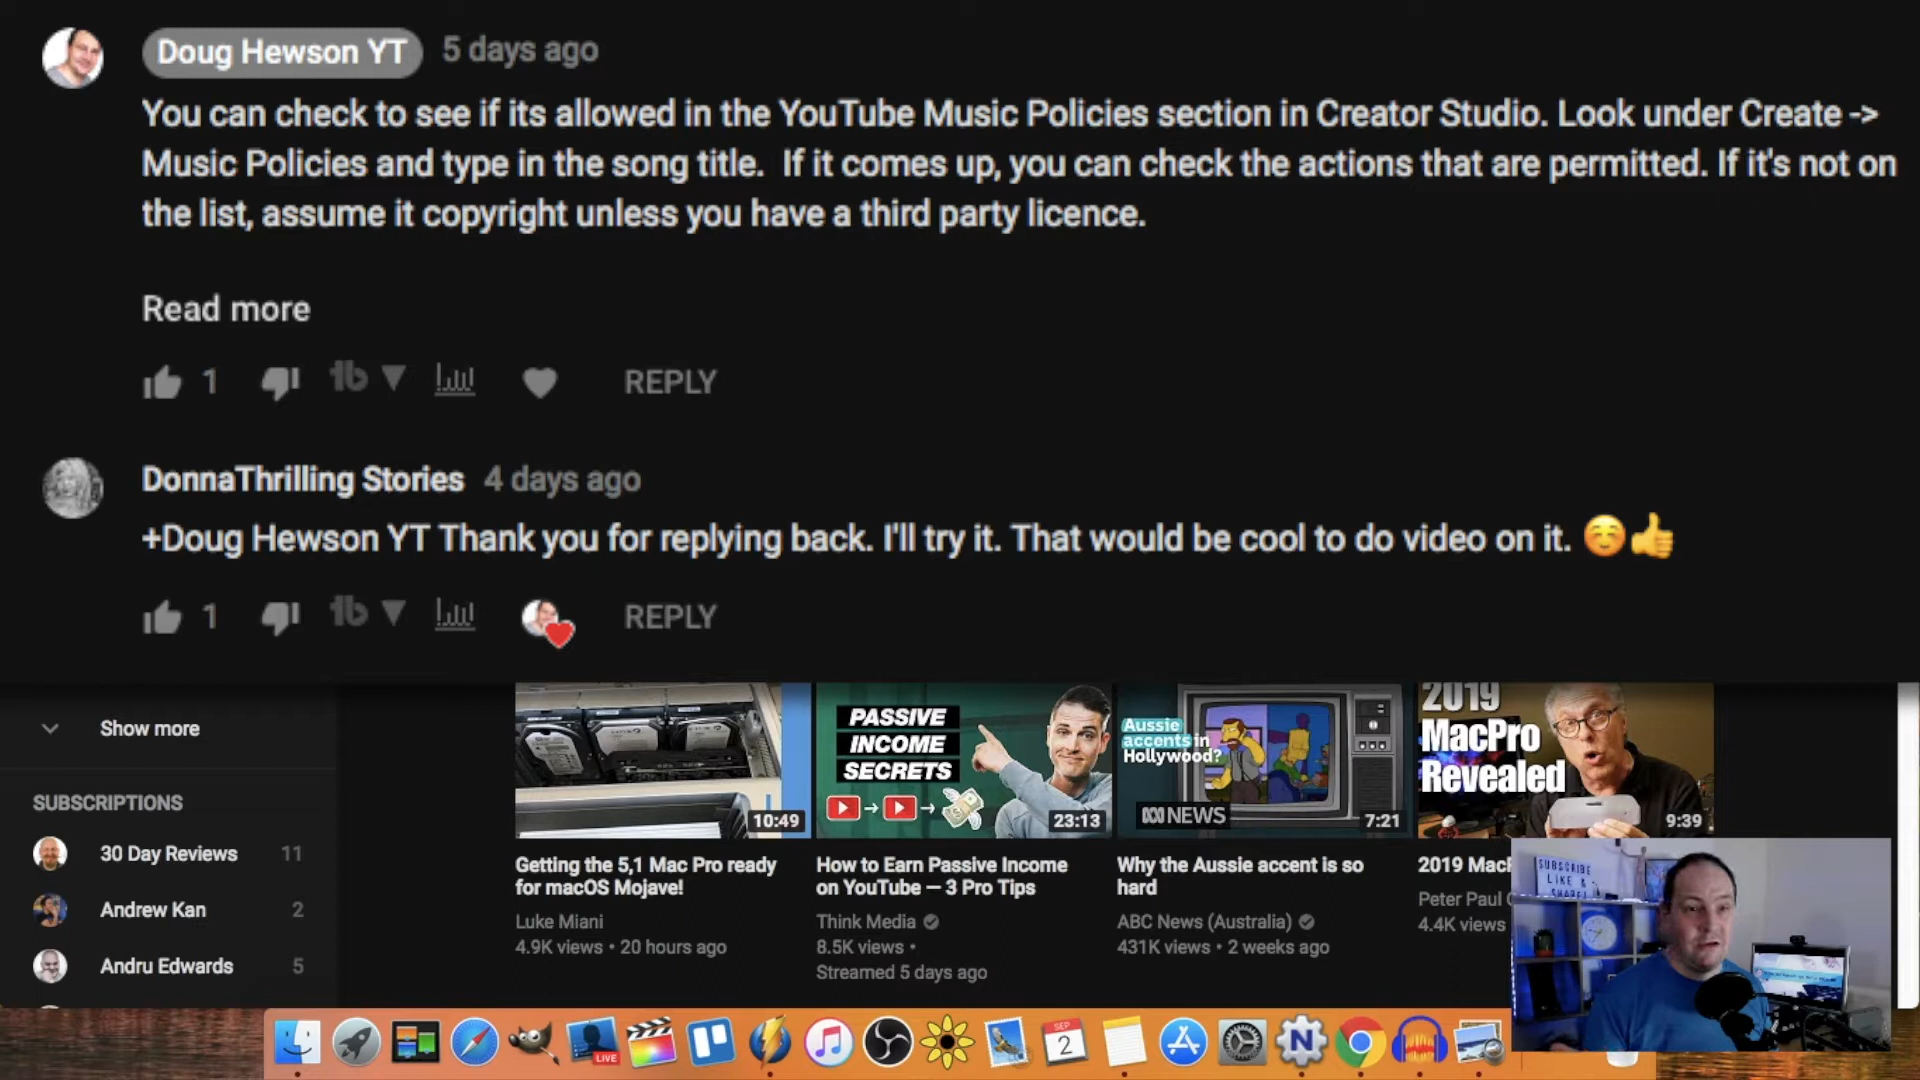 Doug Hewson YT 5 days ago
You can check to see if its allowed in the YouTube Music Policies section in Creator Studio. Look under Create ->
Music Policies and type in the song title.  If it comes up, you can check the actions that are permitted. If it's not on
the list, assume it copyright unless you have a third party licence.
Read more
1 tb REPLY
DonnaThrilling Stories 4 days ago
+Doug Hewson YT Thank you for replying back. I'll try it. That would be cool to do video on it. ☺️👍
1 tb REPLY
Show more
SUBSCRIPTIONS
30 Day Reviews 11
Andrew Kan 2
Andru Edwards 5
10:49
Getting the 5,1 Mac Pro ready
for macOS Mojave!
Luke Miani
4.9K views • 20 hours ago
PASSIVE
INCOME
SECRETS
23:13
How to Earn Passive Income
on YouTube — 3 Pro Tips
Think Media
8.5K views •
Streamed 5 days ago
Aussie
accents in
Hollywood?
NEWS
7:21
Why the Aussie accent is so
hard
ABC News (Australia)
431K views • 2 weeks ago
2019
MacPro
Revealed
9:39
2019 Mac
Peter Paul
4.4K views
SUBSCRIBE
LIKE &
SHARE!
LIVE
SEP
2
N